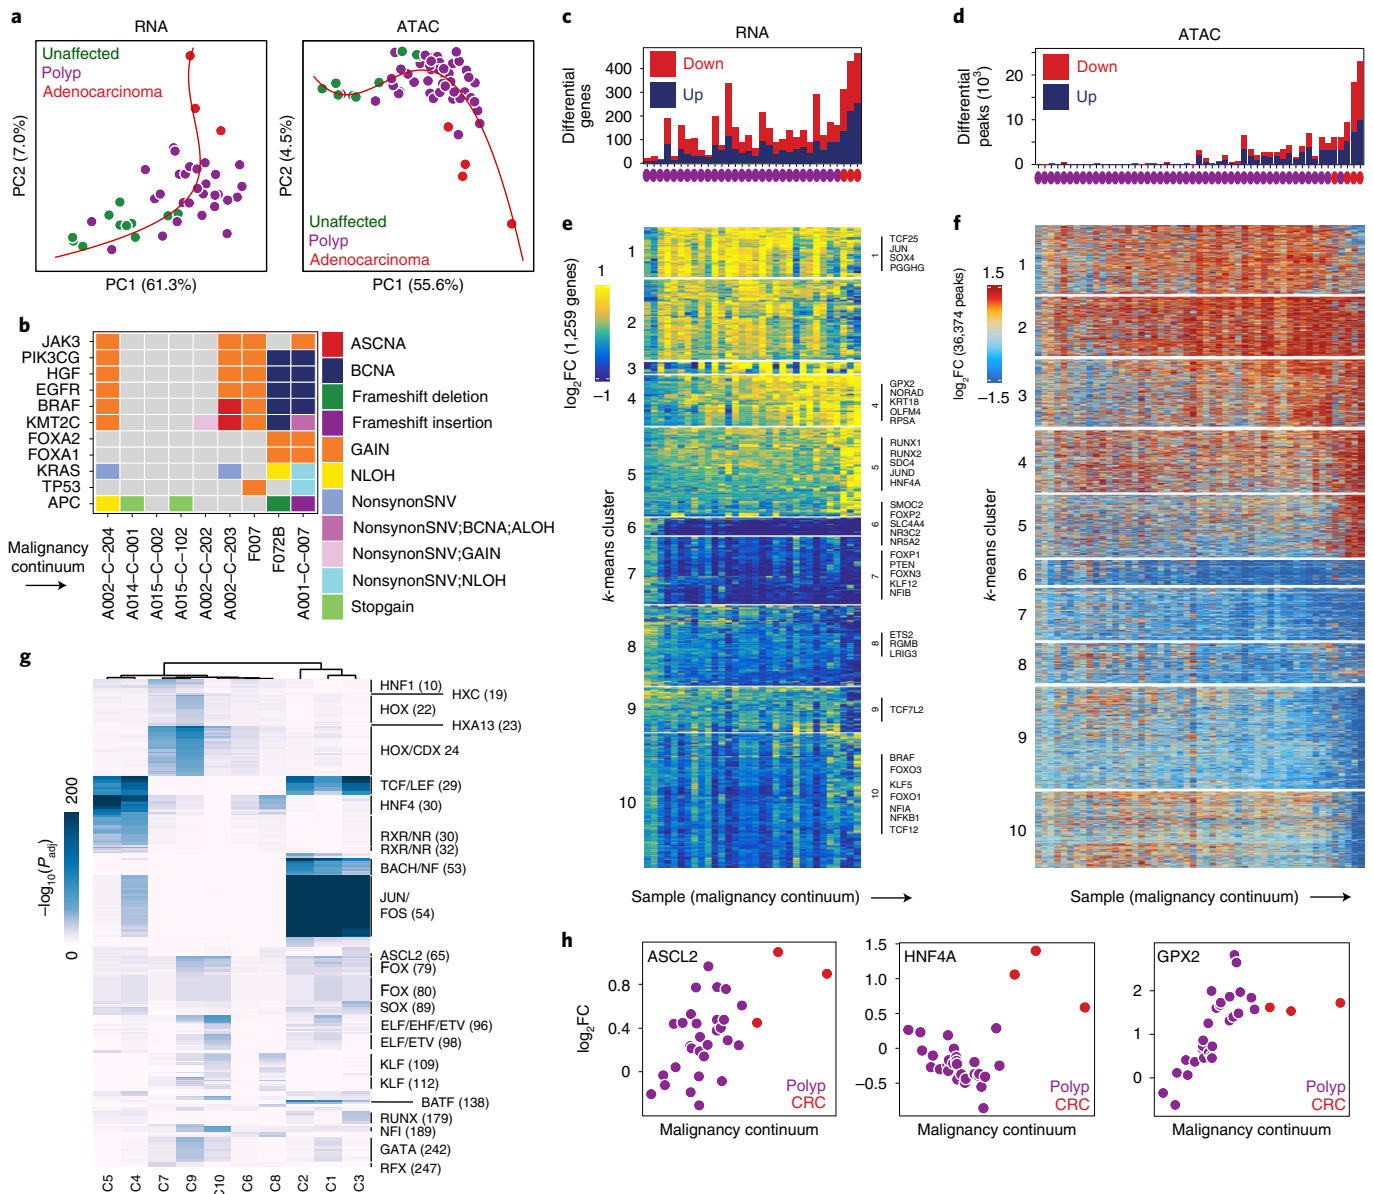 a
RNA
Unaffected
Polyp
Adenocarcinoma
PC2 (7.0%)
PC1 (61.3%)
ATAC
Unaffected
Polyp
Adenocarcinoma
PC2 (4.5%)
PC1 (55.6%)
b
JAK3
PIK3CG
HGF
EGFR
BRAF
KMT2C
FOXA2
FOXA1
KRAS
TP53
APC
Malignancy
continuum
A002-C-204
A014-C-001
A015-C-002
A015-C-102
A002-C-202
A002-C-203
F007
F072B
A001-C-007
ASCNA
BCNA
Frameshift deletion
Frameshift insertion
GAIN
NLOH
NonsynonSNV
NonsynonSNV;BCNA;ALOH
NonsynonSNV;GAIN
NonsynonSNV;NLOH
Stopgain
c
RNA
Differential
genes
400
300
200
100
0
Down
Up
d
ATAC
Differential
peaks (10³)
20
10
0
Down
Up
e
log₂FC (1,259 genes)
1
−1
k-means cluster
1
2
3
4
5
6
7
8
9
10
1
TCF25
JUN
SOX4
PGGHG
4
GPX2
NORAD
KRT18
OLFM4
RPSA
5
RUNX1
RUNX2
SDC4
JUND
HNF4A
6
SMOC2
FOXP2
SLC4A4
NR3C2
NR5A2
7
FOXP1
PTEN
FOXN3
KLF12
NFIB
8
ETS2
RGMB
LRIG3
9
TCF7L2
10
BRAF
FOXO3
KLF5
FOXO1
NFIA
NFKB1
TCF12
Sample (malignancy continuum)
f
log₂FC (36,374 peaks)
1.5
−1.5
k-means cluster
1
2
3
4
5
6
7
8
9
10
Sample (malignancy continuum)
g
−log₁₀(P adj)
200
0
HNF1 (10)
HXC (19)
HOX (22)
HXA13 (23)
HOX/CDX 24
TCF/LEF (29)
HNF4 (30)
RXR/NR (30)
RXR/NR (32)
BACH/NF (53)
JUN/
FOS (54)
ASCL2 (65)
FOX (79)
FOX (80)
SOX (89)
ELF/EHF/ETV (96)
ELF/ETV (98)
KLF (109)
KLF (112)
BATF (138)
RUNX (179)
NFI (189)
GATA (242)
RFX (247)
C5
C4
C7
C9
C10
C6
C8
C2
C1
C3
h
log₂FC
ASCL2
0.8
0.4
0
Polyp
CRC
Malignancy continuum
HNF4A
1.5
1.0
0.5
0
−0.5
Polyp
CRC
Malignancy continuum
GPX2
2
1
0
Polyp
CRC
Malignancy continuum